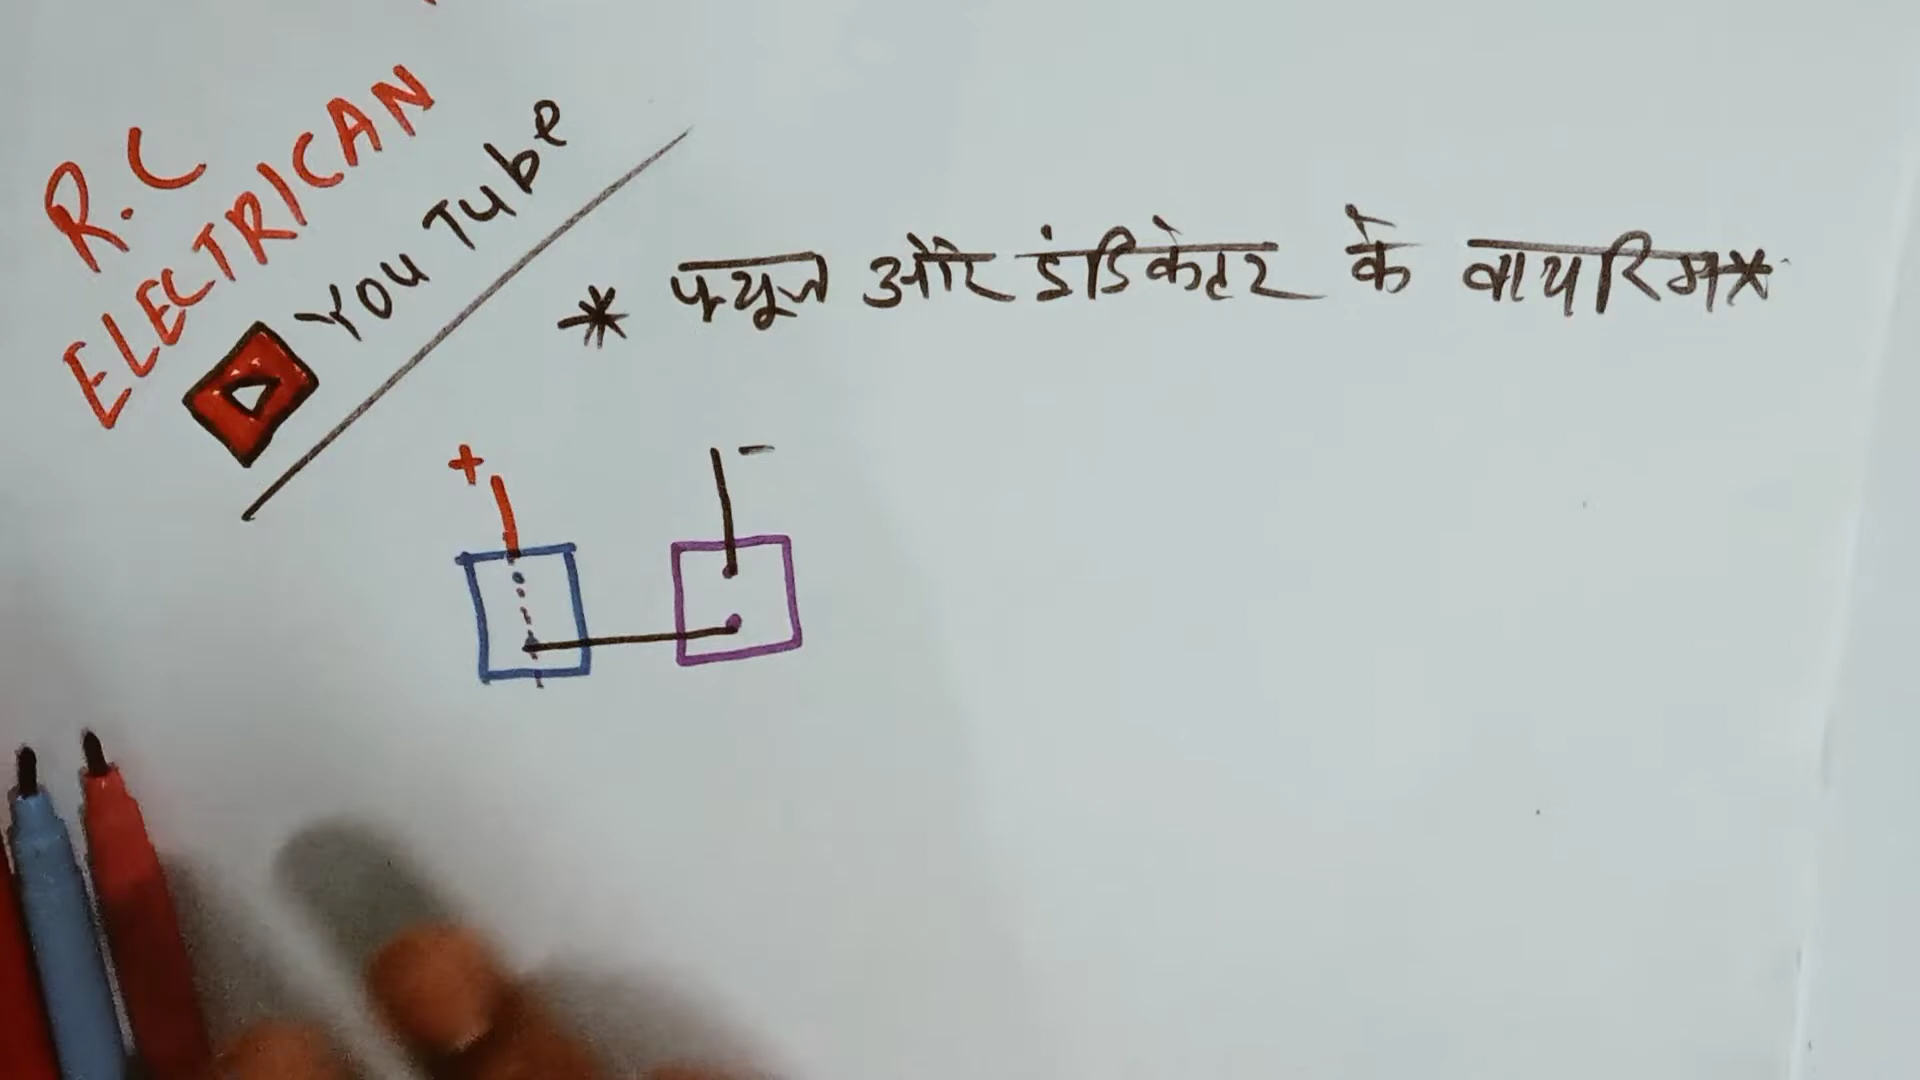 R.C
ELECTRICAN
YOU Tube
* फ्यूज और इंडिकेटर के वायरिंग *
+ -